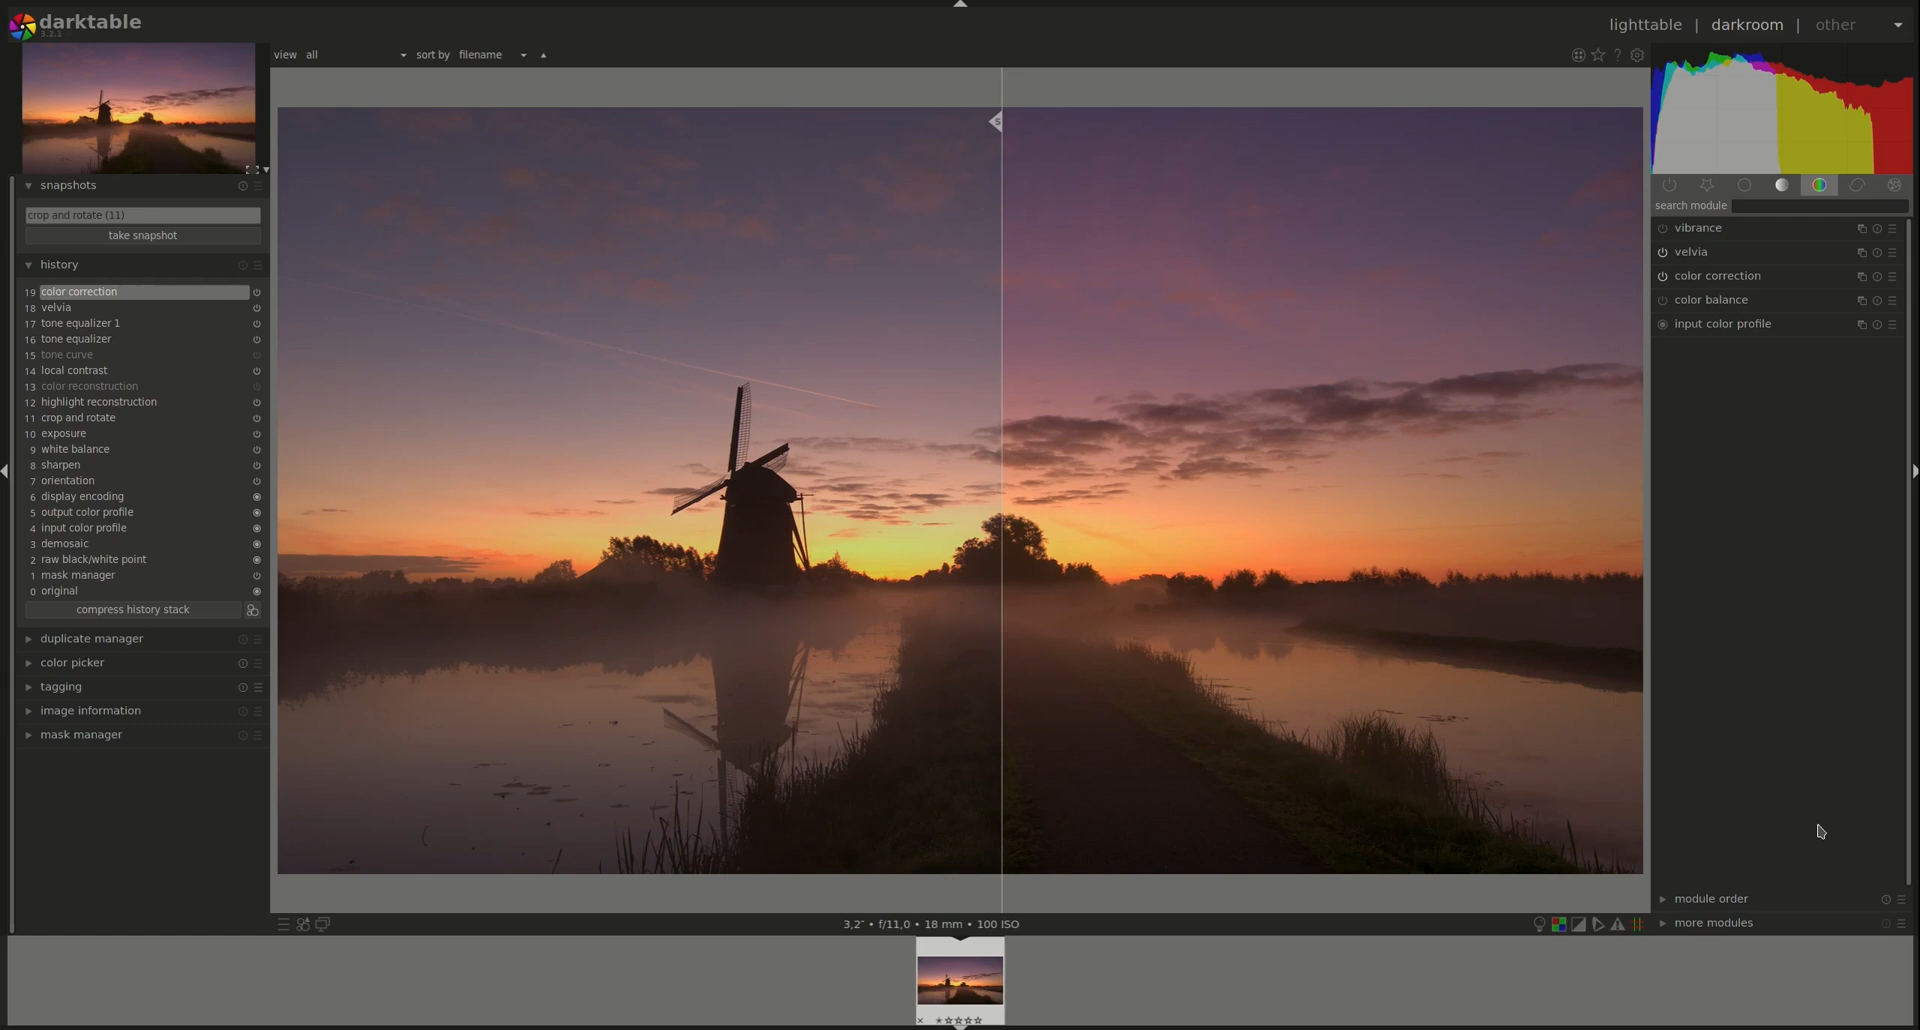 darktable
3.2.1
lighttable | darkroom | other
view all sort by filename
snapshots
crop and rotate (11)
take snapshot
history
19 color correction
18 velvia
17 tone equalizer 1
16 tone equalizer
15 tone curve
14 local contrast
13 color reconstruction
12 highlight reconstruction
11 crop and rotate
10 exposure
9 white balance
8 sharpen
7 orientation
6 display encoding
5 output color profile
4 input color profile
3 demosaic
2 raw black/white point
1 mask manager
0 original
compress history stack
duplicate manager
color picker
tagging
image information
mask manager
S
3,2" • f/11,0 • 18 mm • 100 ISO
search module
vibrance
velvia
color correction
color balance
input color profile
module order
more modules